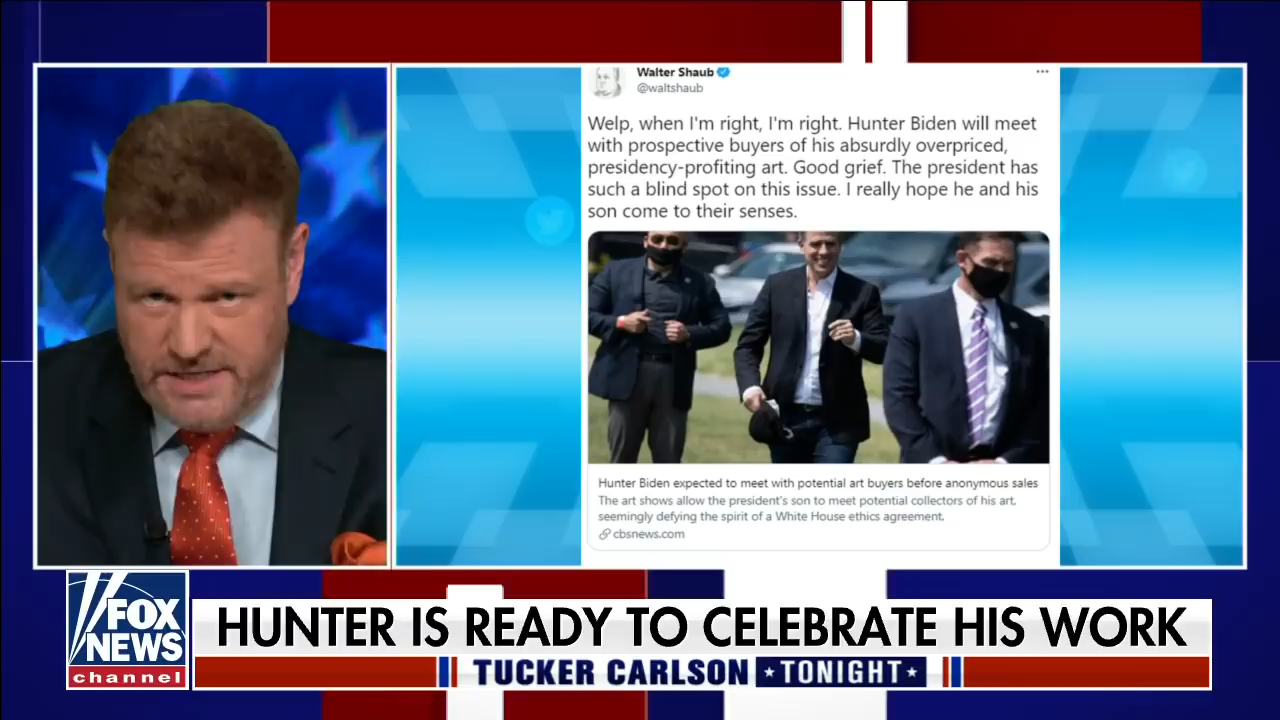 Walter Shaub
@waltshaub
Welp, when I'm right, I'm right. Hunter Biden will meet
with prospective buyers of his absurdly overpriced,
presidency-profiting art. Good grief. The president has
such a blind spot on this issue. I really hope he and his
son come to their senses.
Hunter Biden expected to meet with potential art buyers before anonymous sales
The art shows allow the president's son to meet potential collectors of his art,
seemingly defying the spirit of a White House ethics agreement.
cbsnews.com
FOX
NEWS
channel
HUNTER IS READY TO CELEBRATE HIS WORK
TUCKER CARLSON TONIGHT